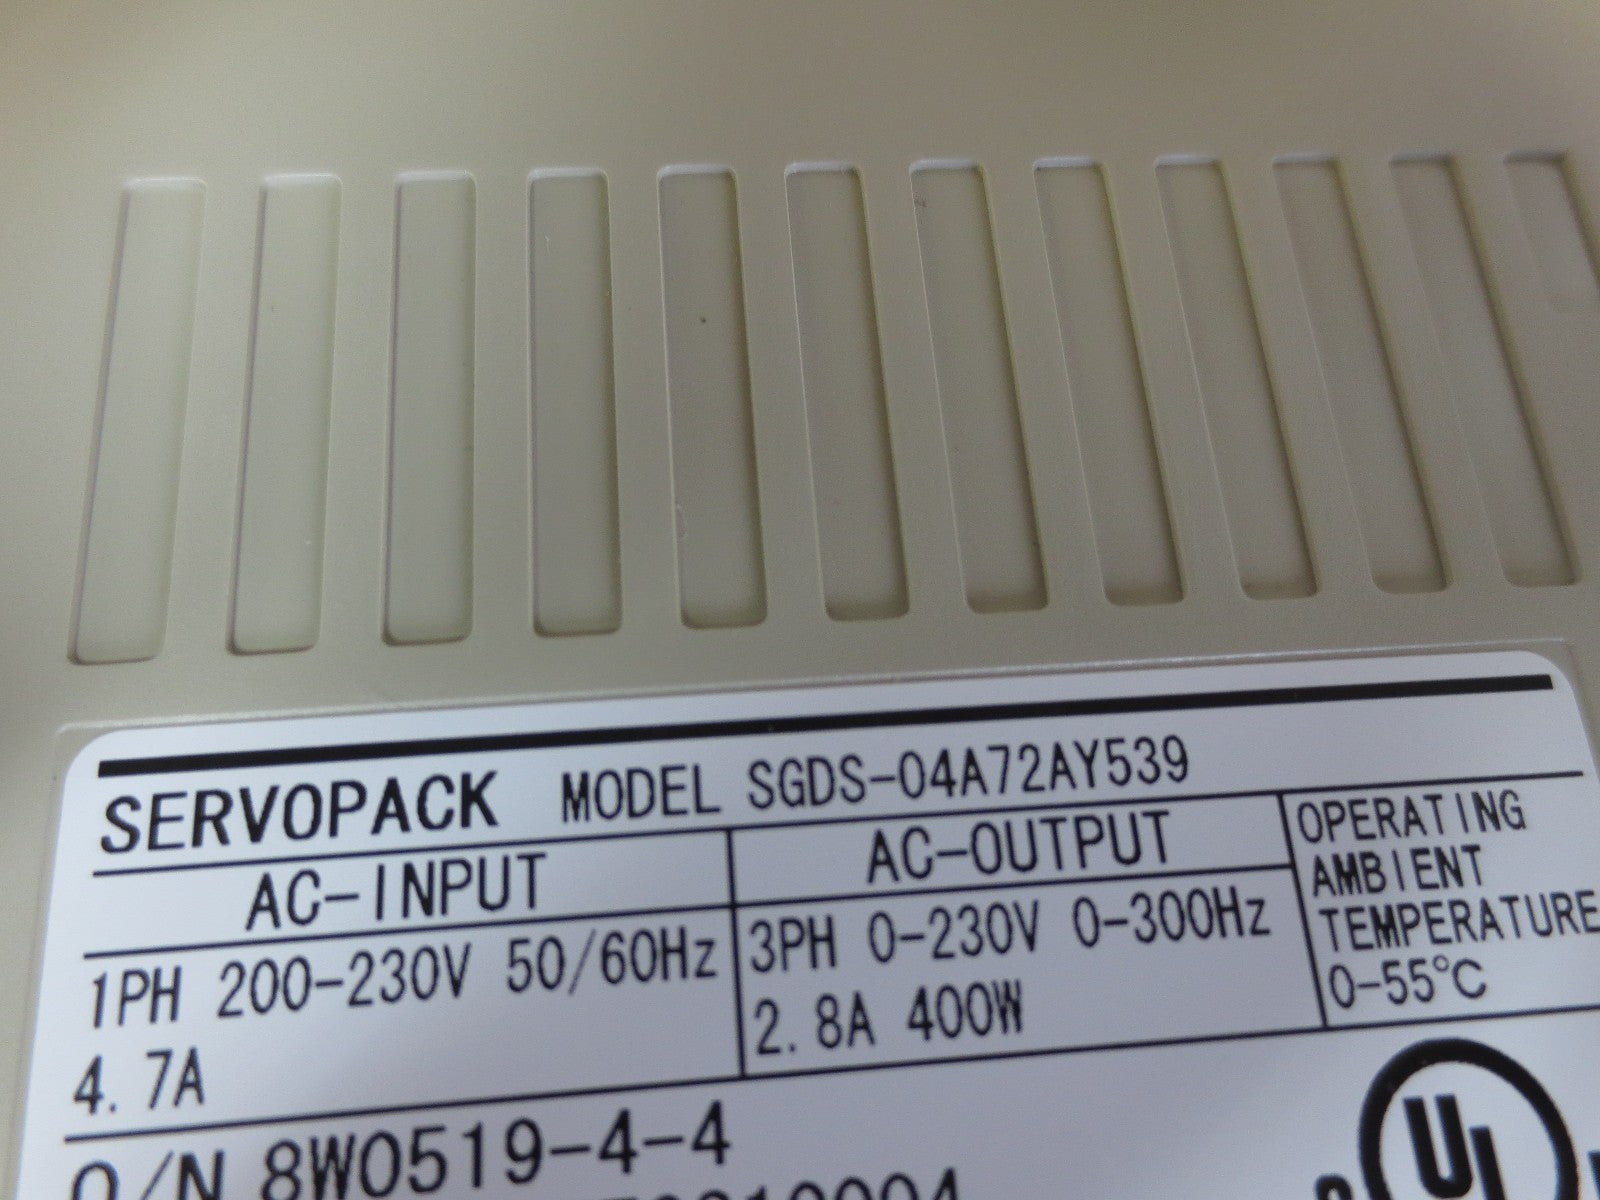 SERVOPACK MODEL SGDS-04A72AY539
AC-INPUT
1PH 200-230V 50/60Hz
4.7A
AC-OUTPUT
3PH 0-230V 0-300Hz
2.8A 400W
OPERATING
AMBIENT
TEMPERATURE
0-55°C
O/N 8W0519-4-4
UL